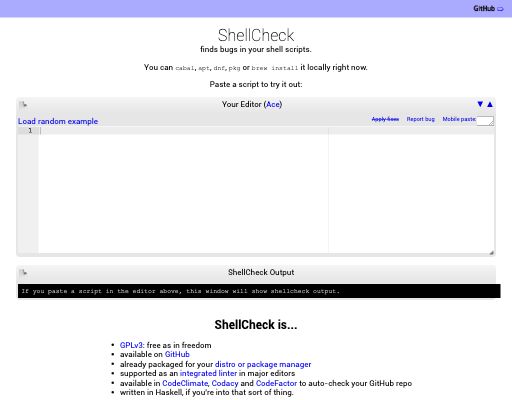 GitHub ⇨
ShellCheck
finds bugs in your shell scripts.
You can cabal, apt, dnf, pkg or brew install it locally right now.
Paste a script to try it out:
Your Editor (Ace) ▼ ▲
Load random example Apply fixes Report bug Mobile paste:
1
ShellCheck Output
If you paste a script in the editor above, this window will show shellcheck output.
ShellCheck is...
• GPLv3: free as in freedom
• available on GitHub
• already packaged for your distro or package manager
• supported as an integrated linter in major editors
• available in CodeClimate, Codacy and CodeFactor to auto-check your GitHub repo
• written in Haskell, if you're into that sort of thing.